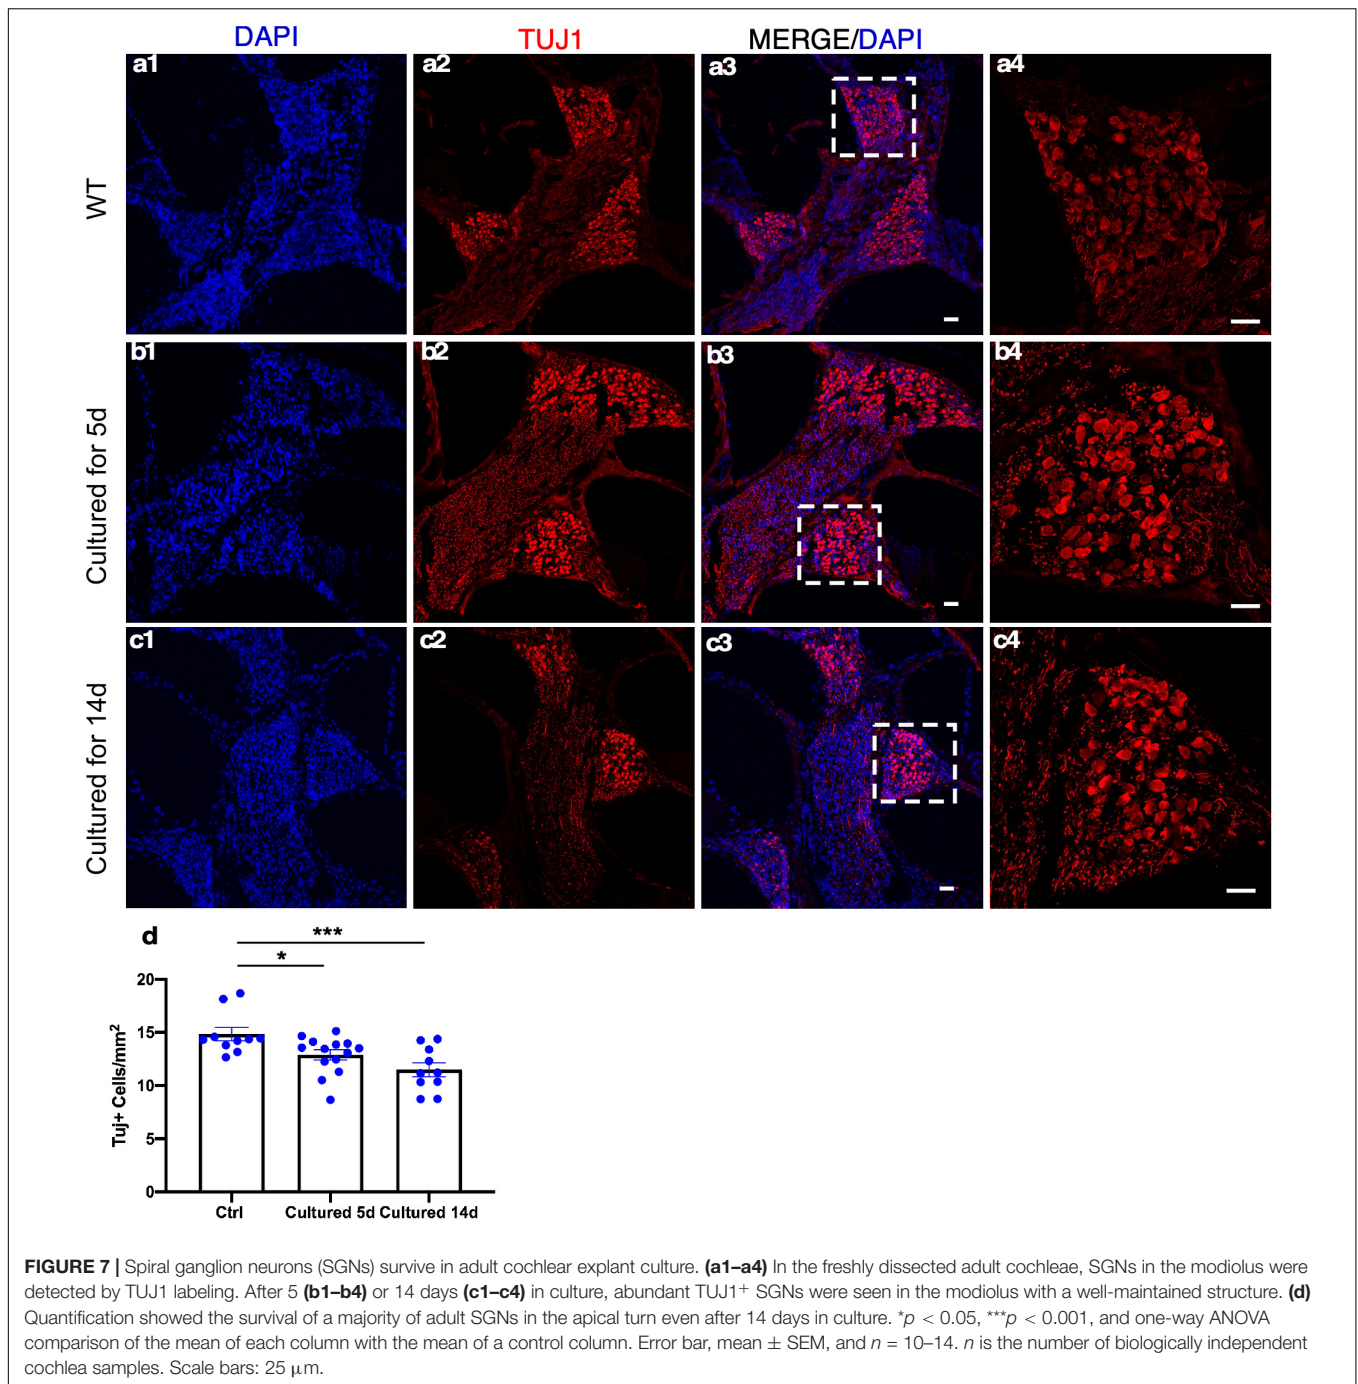 DAPI TUJ1 MERGE/DAPI
a1 a2 a3 a4
WT
b1 b2 b3 b4
Cultured for 5d
c1 c2 c3 c4
Cultured for 14d
d
***
*
20
15
10
5
0
Tuj+ Cells/mm²
Ctrl Cultured 5d Cultured 14d
FIGURE 7 | Spiral ganglion neurons (SGNs) survive in adult cochlear explant culture. (a1–a4) In the freshly dissected adult cochleae, SGNs in the modiolus were
detected by TUJ1 labeling. After 5 (b1–b4) or 14 days (c1–c4) in culture, abundant TUJ1⁺ SGNs were seen in the modiolus with a well-maintained structure. (d)
Quantification showed the survival of a majority of adult SGNs in the apical turn even after 14 days in culture. *p < 0.05, ***p < 0.001, and one-way ANOVA
comparison of the mean of each column with the mean of a control column. Error bar, mean ± SEM, and n = 10–14. n is the number of biologically independent
cochlea samples. Scale bars: 25 μm.